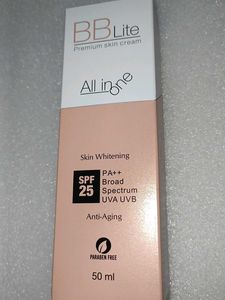 BB Lite
Premium skin cream
All in one
Skin Whitening
SPF 25
PA++
Broad
Spectrum
UVA UVB
Anti-Aging
PARABEN FREE
50 ml